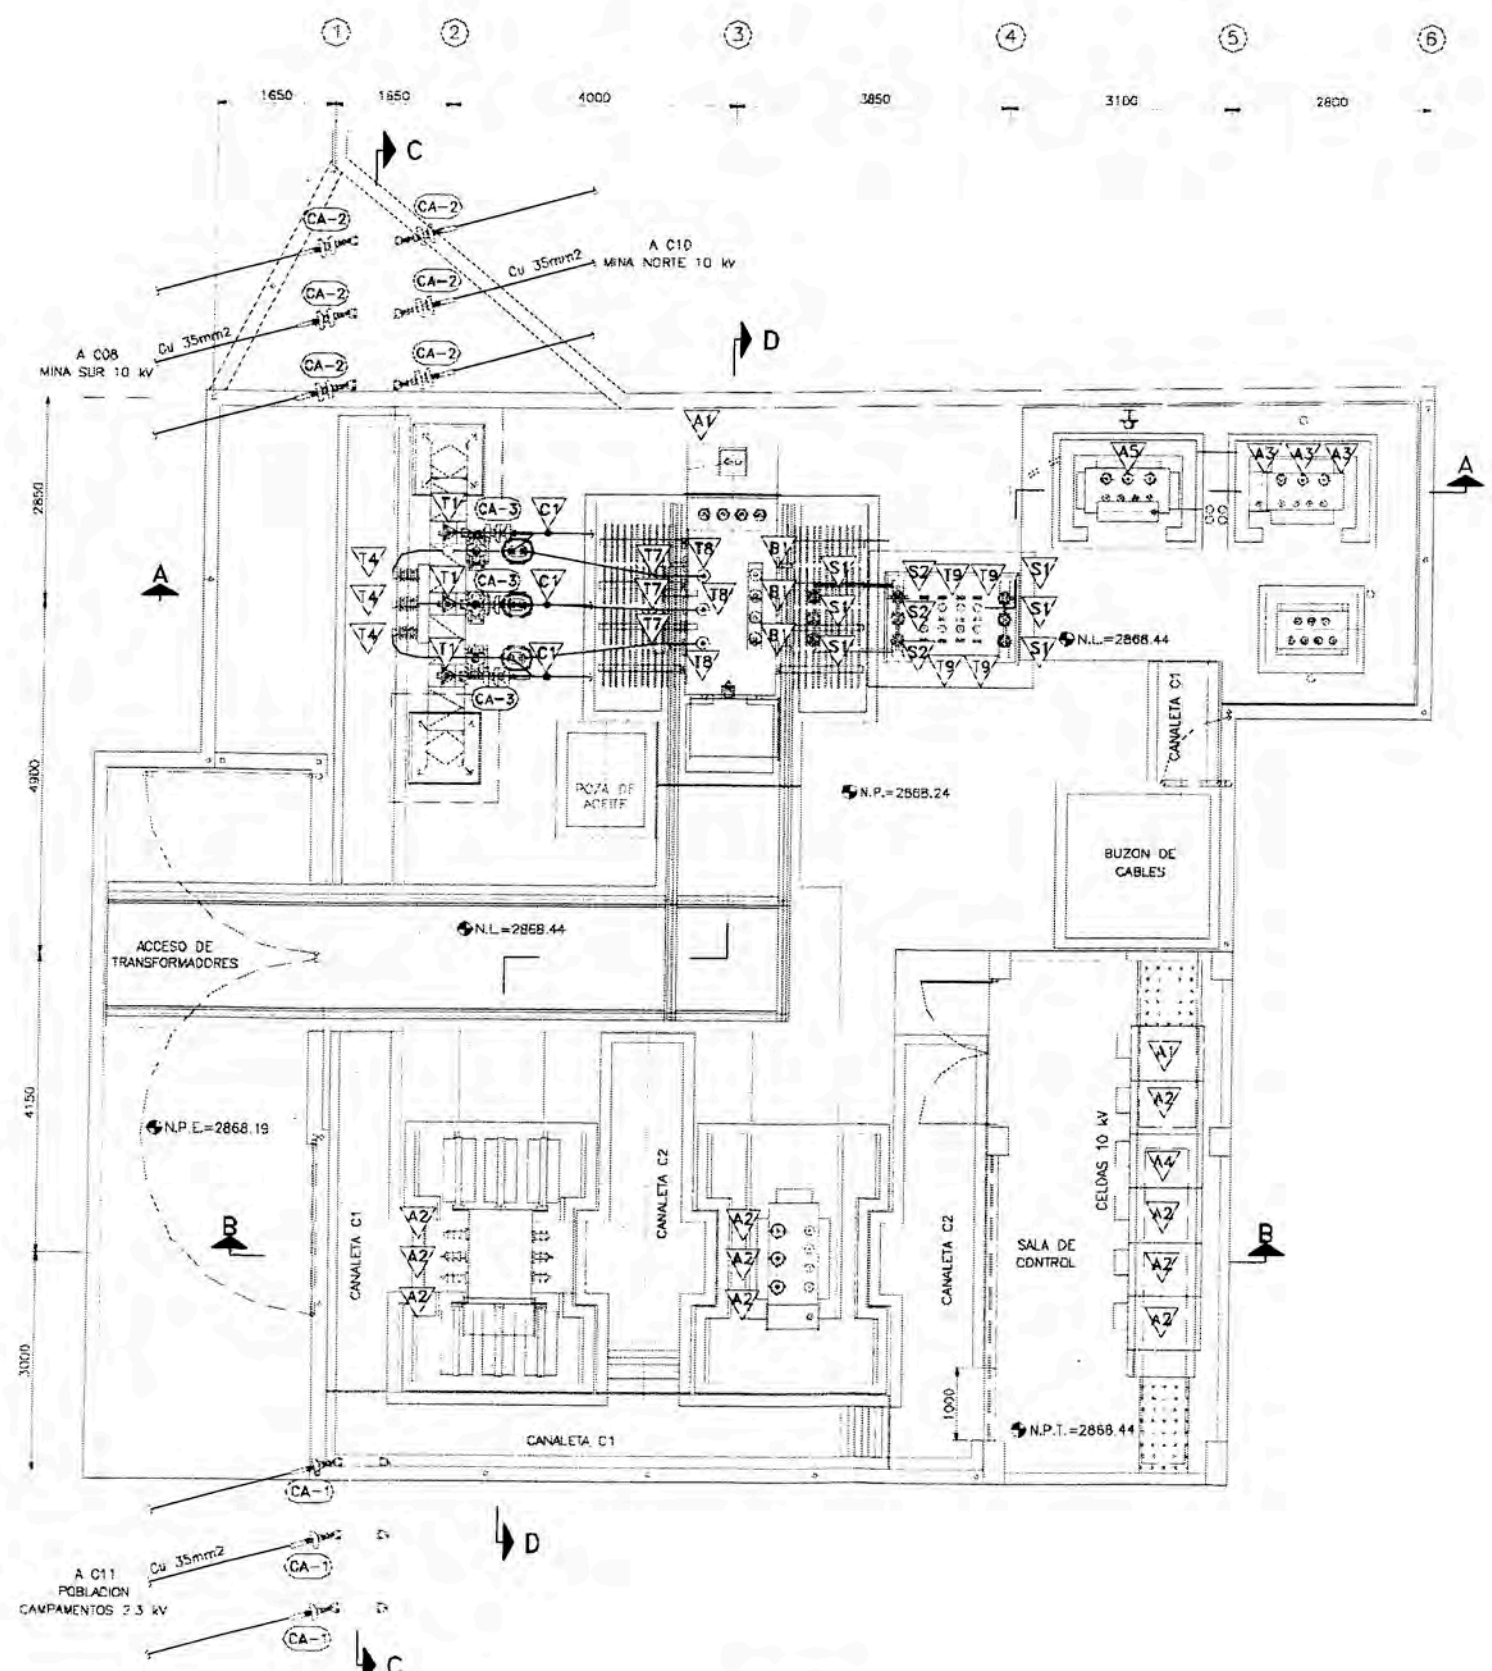 1
2
3
4
5
6
1650
1650
4000
3850
3100
2800
C
CA-2
CA-2
A C10
MINA NORTE 10 kV
Cu 35mm2
CA-2
CA-2
Cu 35mm2
A C08
MINA SUR 10 kV
CA-2
CA-2
D
A1
A5
A3
A3
A3
A
2850
T1
CA-3
C1
T4
T7
T8
B1
S1
S2
T9
T9
S1
A
T4
T1
CA-3
C1
T7
T8
B1
S1
S2
S1
T4
T1
C1
T7
T8
B1
S1
S2
T9
T9
S1
N.L.=2868.44
CA-3
CANALETA C1
4900
POZA DE
ACEITE
N.P.=2868.24
BUZON DE
CABLES
N.L.=2868.44
ACCESO DE
TRANSFORMADORES
4150
N.P.E.=2868.19
A1
A2
A4
A2
A2
A2
CELDAS 10 kV
CANALETA C1
CANALETA C2
CANALETA C2
A2
A2
A2
A2
A2
A2
B
B
SALA DE
CONTROL
3000
1000
N.P.T.=2868.44
CANALETA C1
CA-1
D
Cu 35mm2
CA-1
A C11
POBLACION
CAMPAMENTOS 2.3 kV
CA-1
C